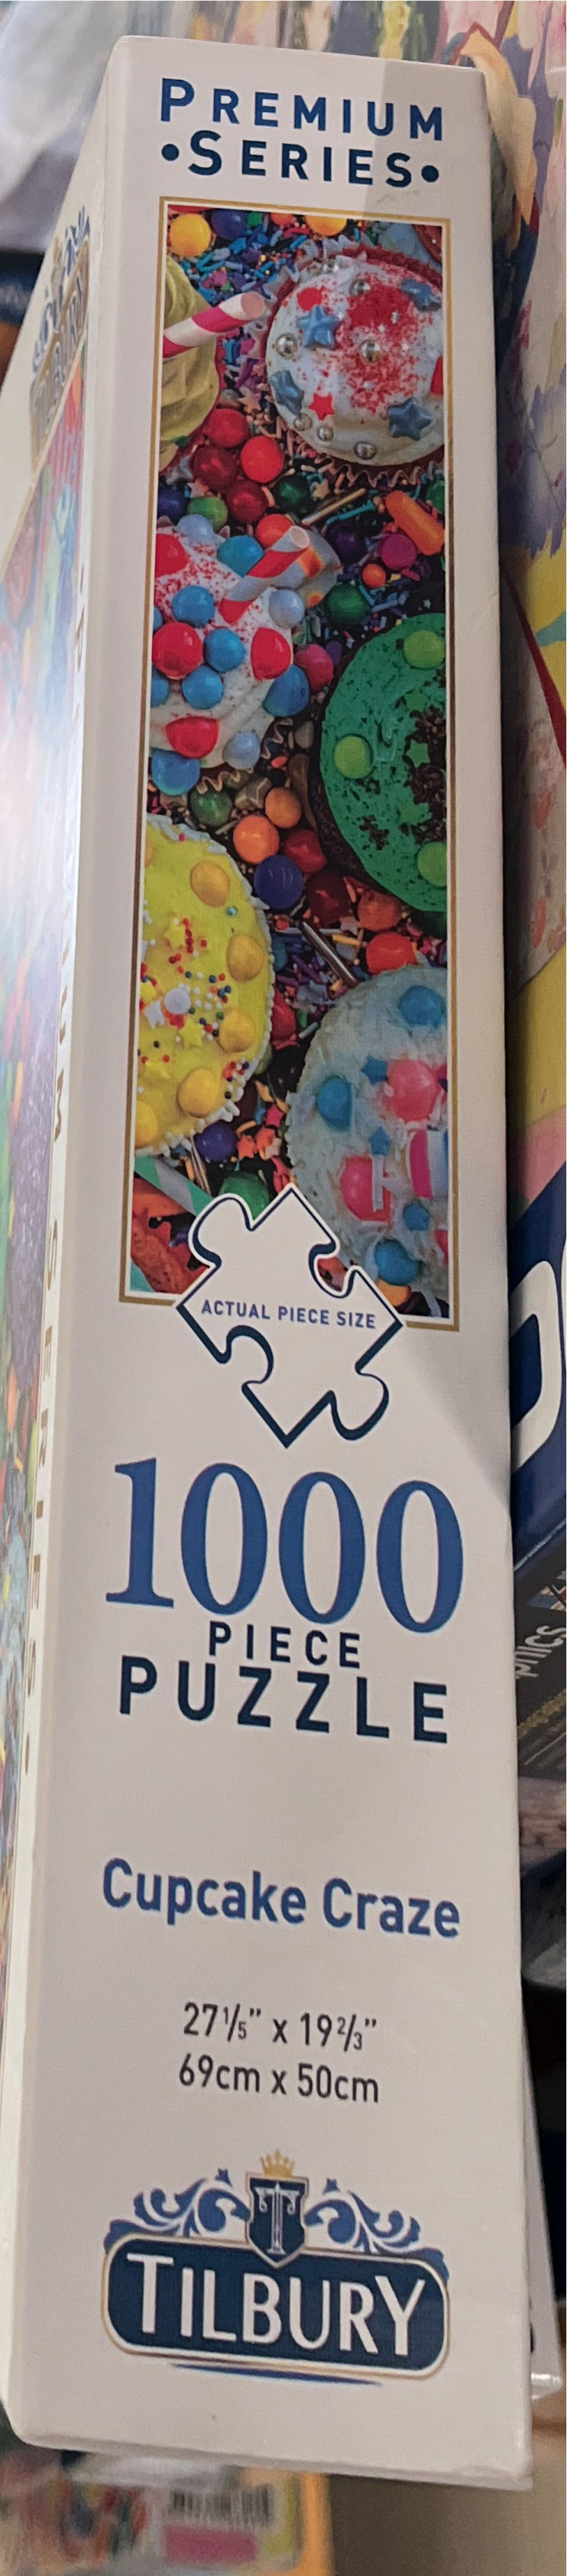 PREMIUM
•SERIES•
ACTUAL PIECE SIZE
1000
PIECE
PUZZLE
Cupcake Craze
27⅕” x 19⅔”
69cm x 50cm
T
TILBURY